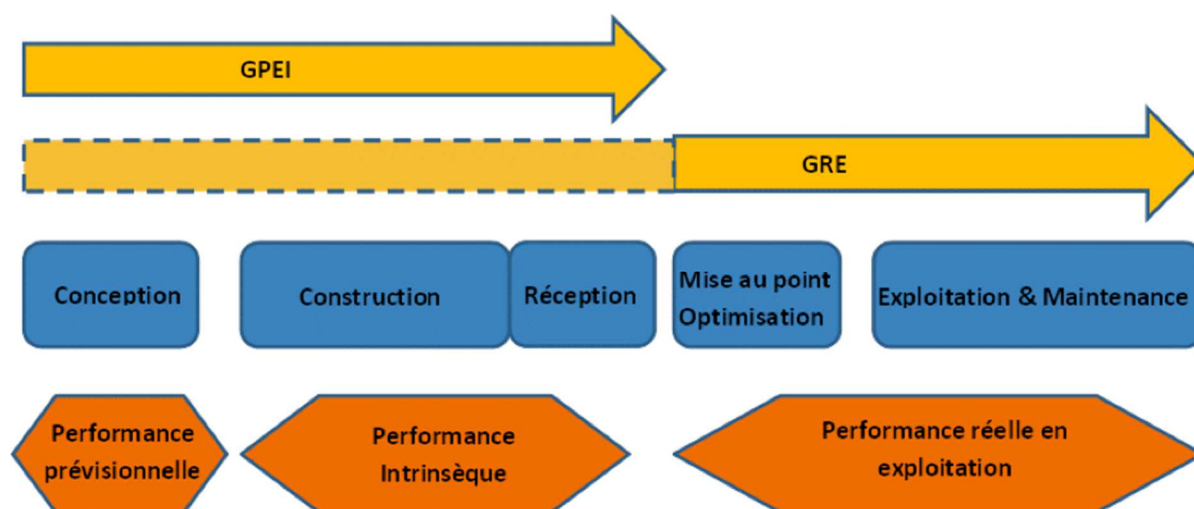 GPEI
GRE
Conception
Construction
Réception
Mise au point
Optimisation
Exploitation & Maintenance
Performance
prévisionnelle
Performance
Intrinsèque
Performance réelle en
exploitation